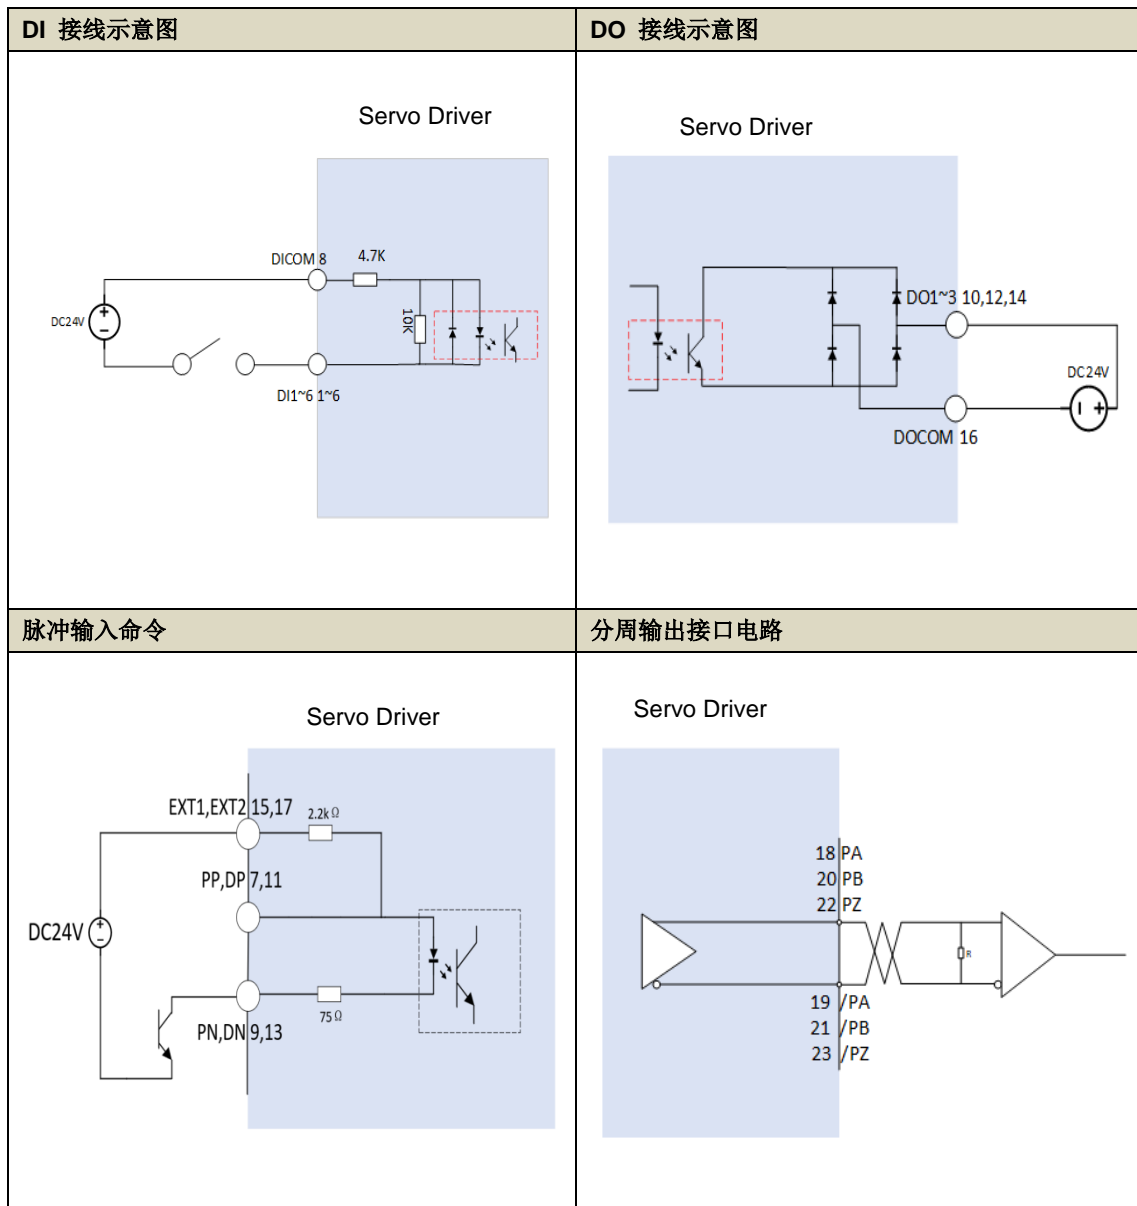 DI 接线示意图
DO 接线示意图
Servo Driver
DICOM 8
4.7K
10K
DC24V
DI1~6 1~6
Servo Driver
DO1~3 10,12,14
DC24V
DOCOM 16
脉冲输入命令
分周输出接口电路
Servo Driver
EXT1,EXT2 15,17
2.2kΩ
PP,DP 7,11
DC24V
75Ω
PN,DN 9,13
Servo Driver
18 PA
20 PB
22 PZ
R
19 /PA
21 /PB
23 /PZ